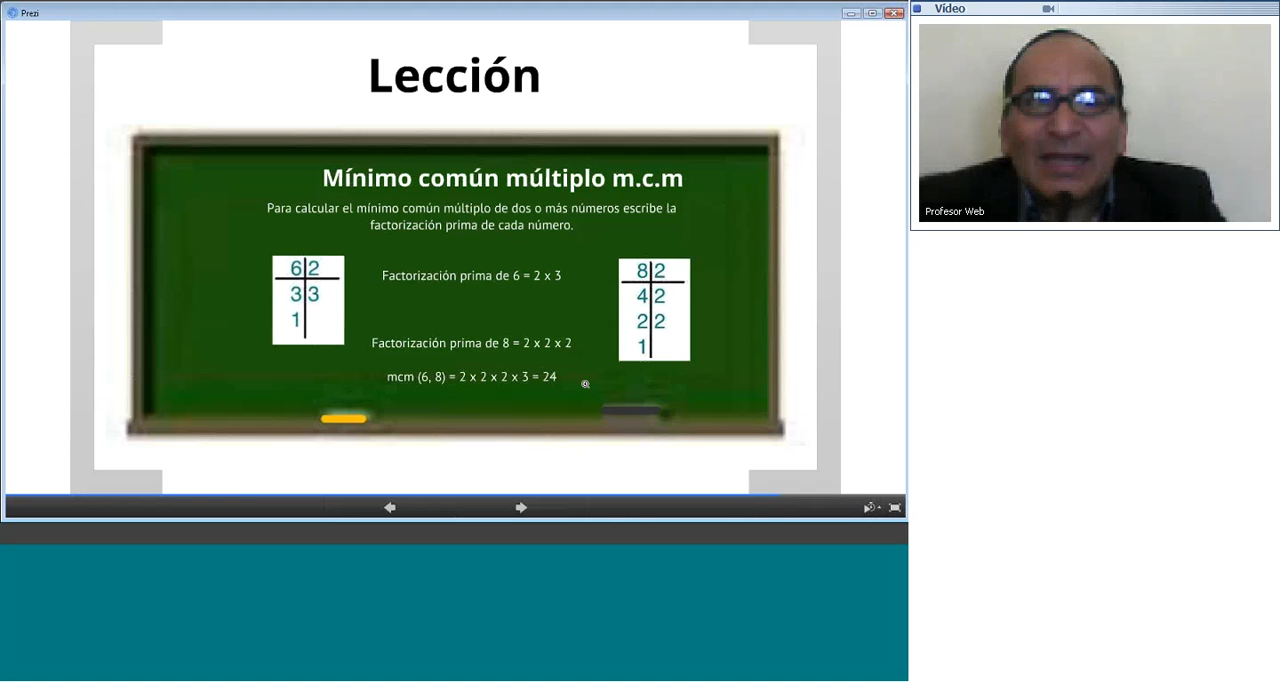 Prezi
Vídeo
Lección
Profesor Web
Mínimo común múltiplo m.c.m
Para calcular el mínimo común múltiplo de dos o más números escribe la
factorización prima de cada número.
6 2
3 3
1
Factorización prima de 6 = 2 x 3
8 2
4 2
2 2
1
Factorización prima de 8 = 2 x 2 x 2
mcm (6, 8) = 2 x 2 x 2 x 3 = 24